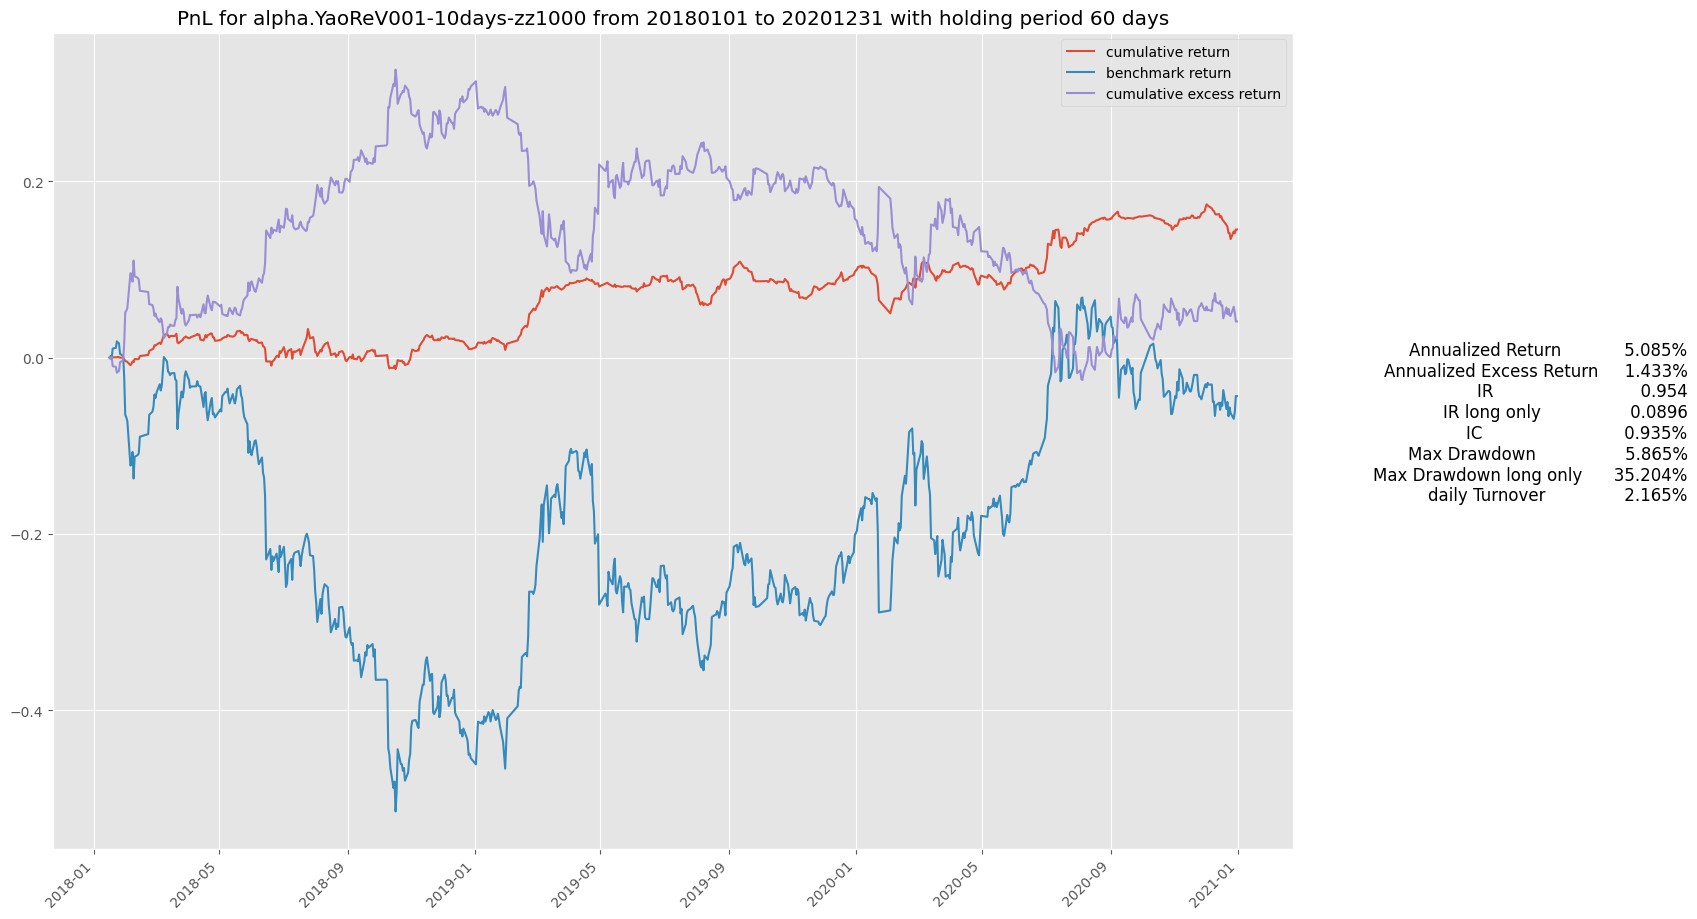 PnL for alpha.YaoReV001-10days-zz1000 from 20180101 to 20201231 with holding period 60 days
cumulative return
benchmark return
cumulative excess return
0.2
0.0
−0.2
−0.4
2018-01
2018-05
2018-09
2019-01
2019-05
2019-09
2020-01
2020-05
2020-09
2021-01
Annualized Return 5.085%
Annualized Excess Return 1.433%
IR 0.954
IR long only 0.0896
IC 0.935%
Max Drawdown 5.865%
Max Drawdown long only 35.204%
daily Turnover 2.165%